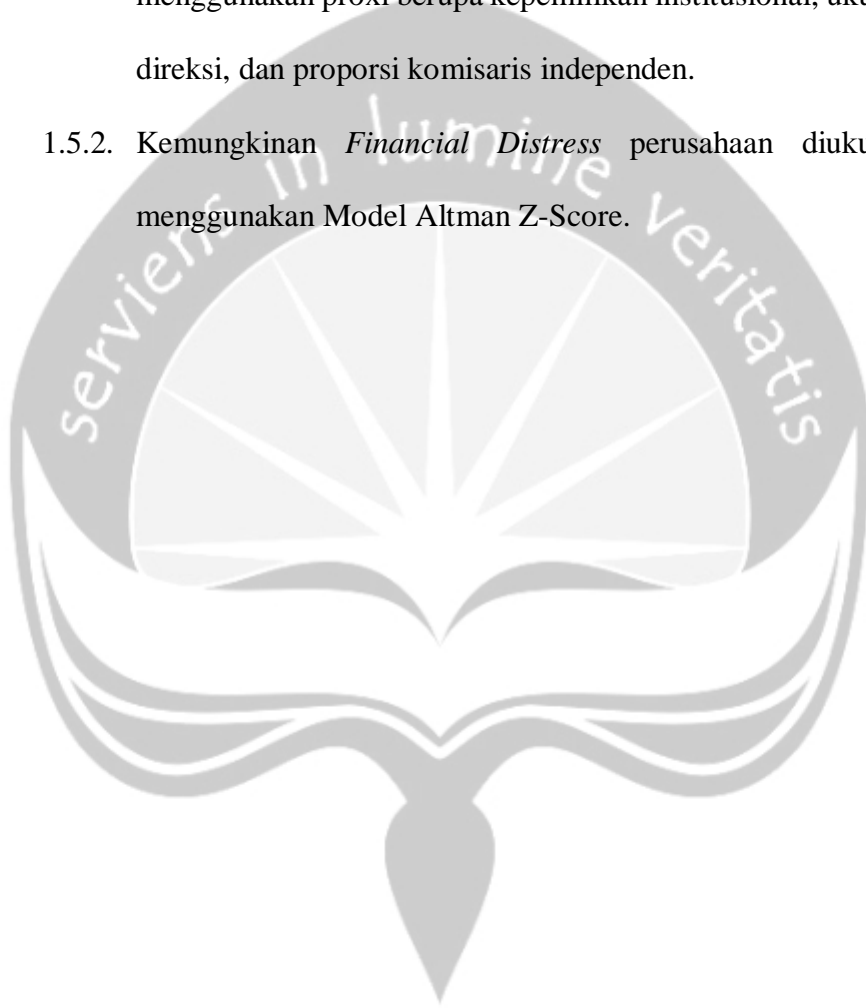 menggunakan proxi berupa kepemilikan institusional,
direksi, dan proporsi komisaris independen.
1.5.2. Kemungkinan Financial Distress perusahaan
menggunakan Model Altman Z-Score.
serviens in lumine veritatis